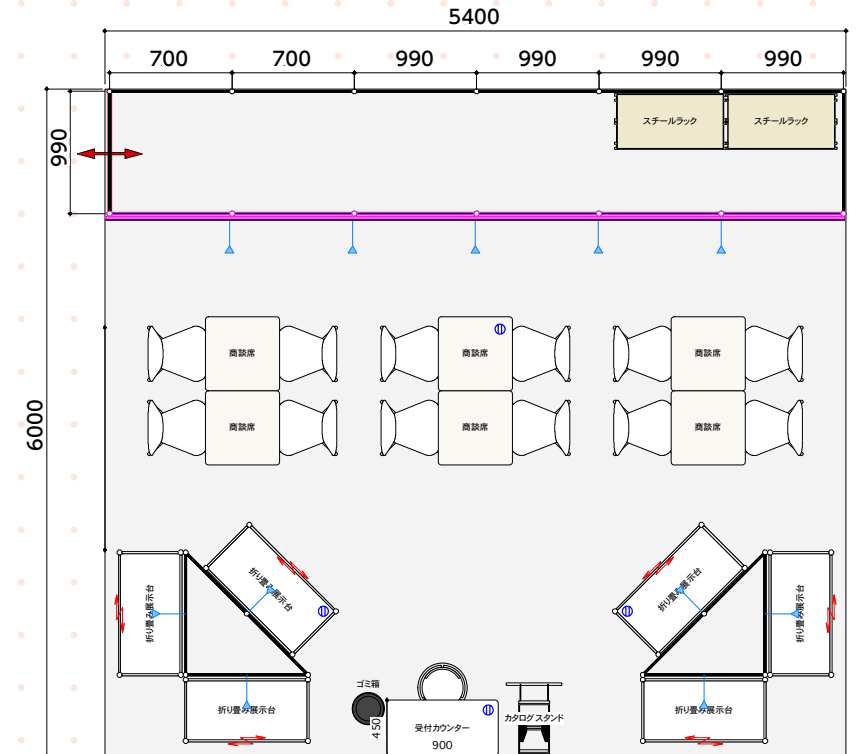 5400
700 700 990 990 990 990
990
スチールラック スチールラック
6000
商談席 商談席 商談席
商談席 商談席 商談席
折り畳み展示台 折り畳み展示台 折り畳み展示台 折り畳み展示台
ゴミ箱
折り畳み展示台 折り畳み展示台
カタログスタンド
450
受付カウンター
900